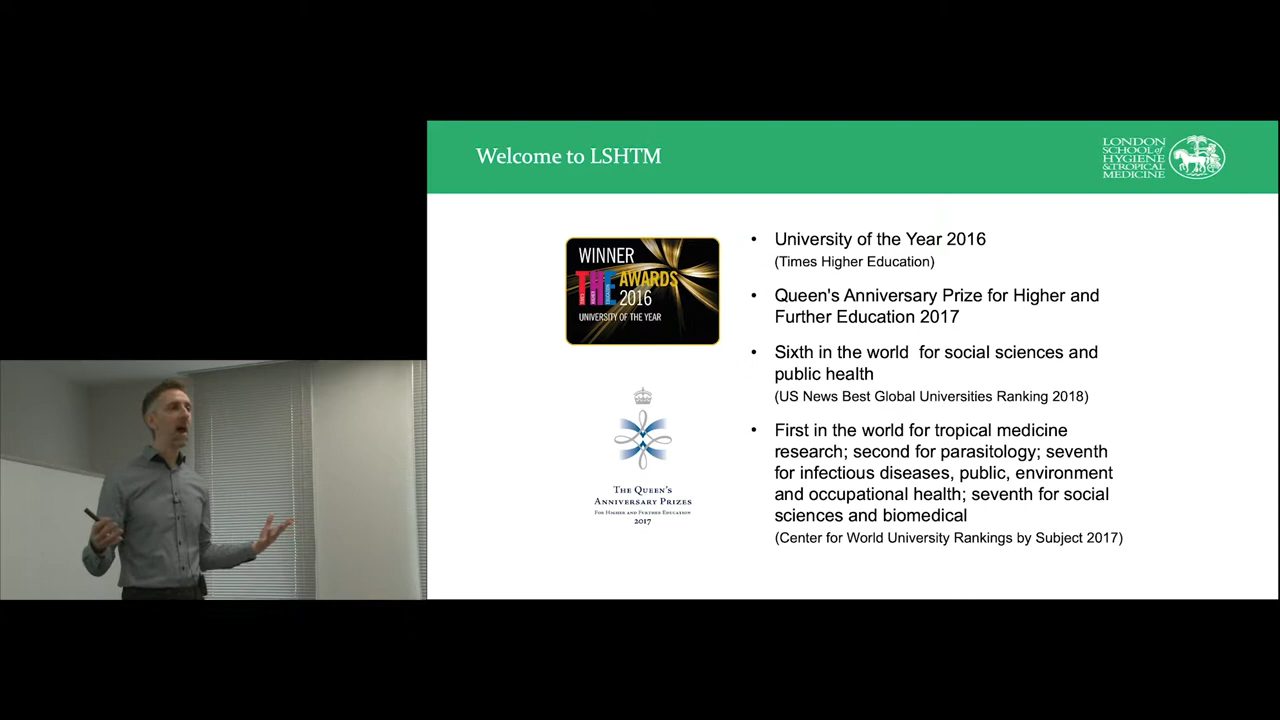 Welcome to LSHTM
LONDON
SCHOOL of
HYGIENE
& TROPICAL
MEDICINE
WINNER
THE AWARDS
2016
UNIVERSITY OF THE YEAR
• University of the Year 2016
(Times Higher Education)
• Queen's Anniversary Prize for Higher and
Further Education 2017
• Sixth in the world for social sciences and
public health
(US News Best Global Universities Ranking 2018)
• First in the world for tropical medicine
research; second for parasitology; seventh
for infectious diseases, public, environment
and occupational health; seventh for social
sciences and biomedical
(Center for World University Rankings by Subject 2017)
THE QUEEN'S
ANNIVERSARY PRIZES
FOR HIGHER AND FURTHER EDUCATION
2017